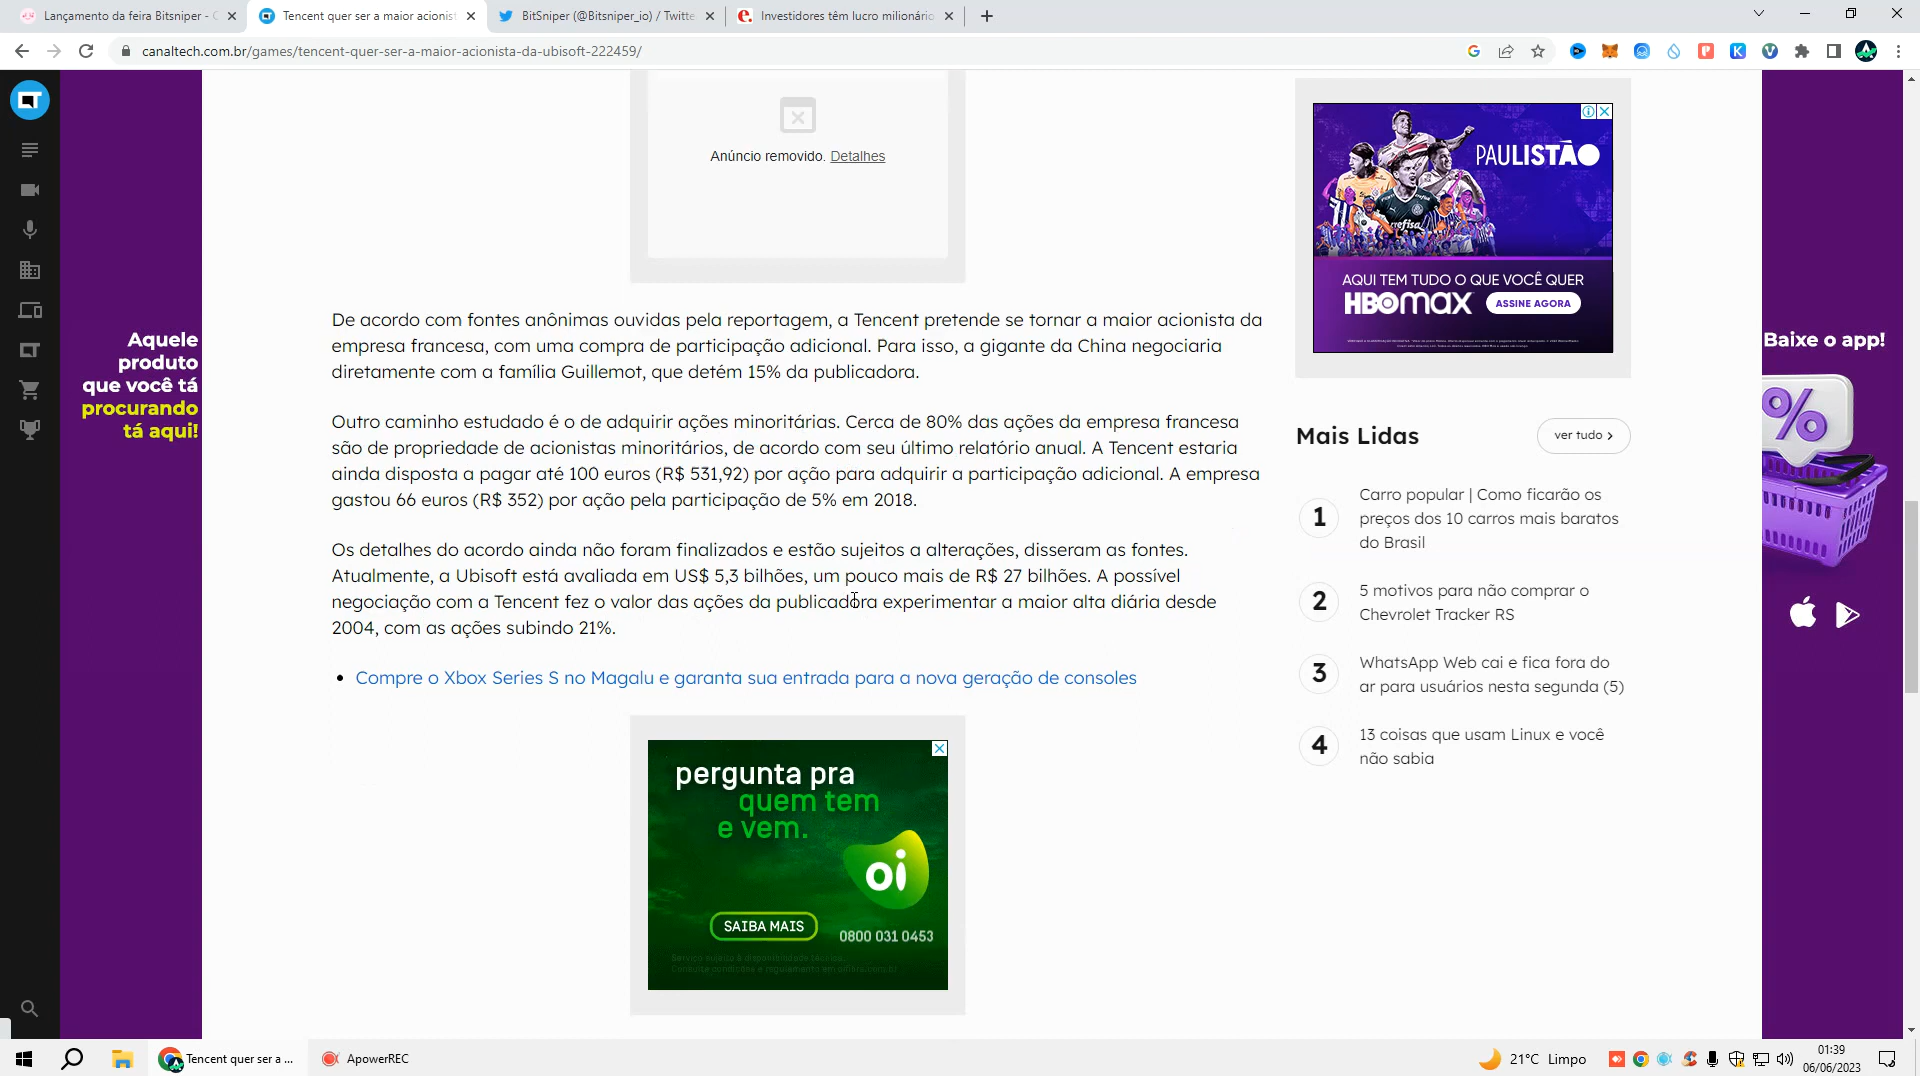 Lançamento da feira Bitsniper -
Tencent quer ser a maior acionist
BitSniper (@Bitsniper_io) / Twitte
Investidores têm lucro milionário
canaltech.com.br/games/tencent-quer-ser-a-maior-acionista-da-ubisoft-222459/
Aquele
produto
que você tá
procurando
tá aqui!
Anúncio removido. Detalhes
De acordo com fontes anônimas ouvidas pela reportagem, a Tencent pretende se tornar a maior acionista da
empresa francesa, com uma compra de participação adicional. Para isso, a gigante da China negociaria
diretamente com a família Guillemot, que detém 15% da publicadora.
Outro caminho estudado é o de adquirir ações minoritárias. Cerca de 80% das ações da empresa francesa
são de propriedade de acionistas minoritários, de acordo com seu último relatório anual. A Tencent estaria
ainda disposta a pagar até 100 euros (R$ 531,92) por ação para adquirir a participação adicional. A empresa
gastou 66 euros (R$ 352) por ação pela participação de 5% em 2018.
Os detalhes do acordo ainda não foram finalizados e estão sujeitos a alterações, disseram as fontes.
Atualmente, a Ubisoft está avaliada em US$ 5,3 bilhões, um pouco mais de R$ 27 bilhões. A possível
negociação com a Tencent fez o valor das ações da publicadora experimentar a maior alta diária desde
2004, com as ações subindo 21%.
Compre o Xbox Series S no Magalu e garanta sua entrada para a nova geração de consoles
pergunta pra
quem tem
e vem.
oi
SAIBA MAIS
0800 031 0453
PAULISTÃO
AQUI TEM TUDO O QUE VOCÊ QUER
HBOMAX ASSINE AGORA
Mais Lidas
ver tudo
1
Carro popular | Como ficarão os
preços dos 10 carros mais baratos
do Brasil
2
5 motivos para não comprar o
Chevrolet Tracker RS
3
WhatsApp Web cai e fica fora do
ar para usuários nesta segunda (5)
4
13 coisas que usam Linux e você
não sabia
Baixe o app!
%
Tencent quer ser a ...
ApowerREC
21°C Limpo
01:39
06/06/2023